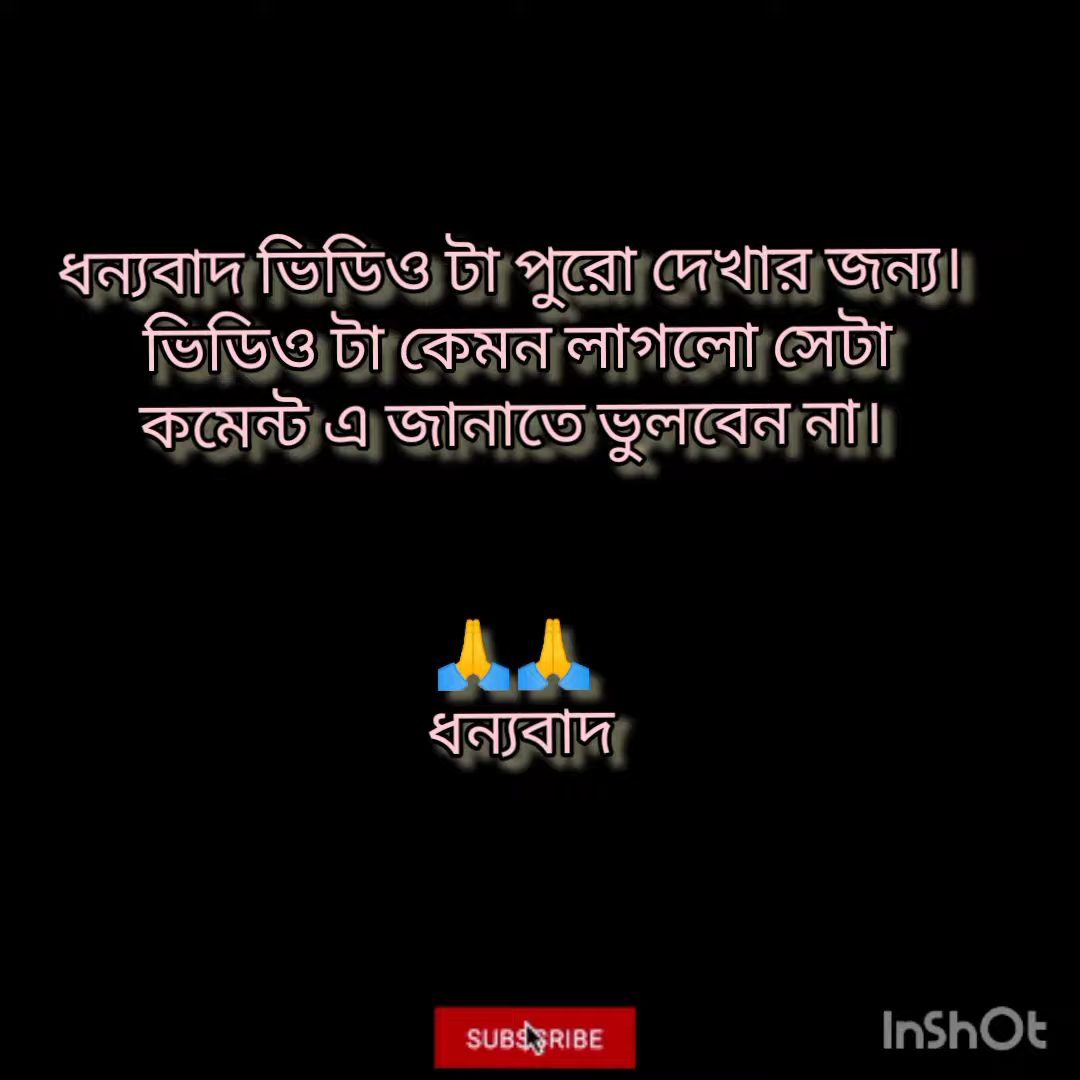 ধন্যবাদ ভিডিও টা পুরো দেখার জন্য।
ভিডিও টা কেমন লাগলো সেটা
কমেন্ট এ জানাতে ভুলবেন না।
🙏🙏
ধন্যবাদ
SUBSCRIBE
InShOt